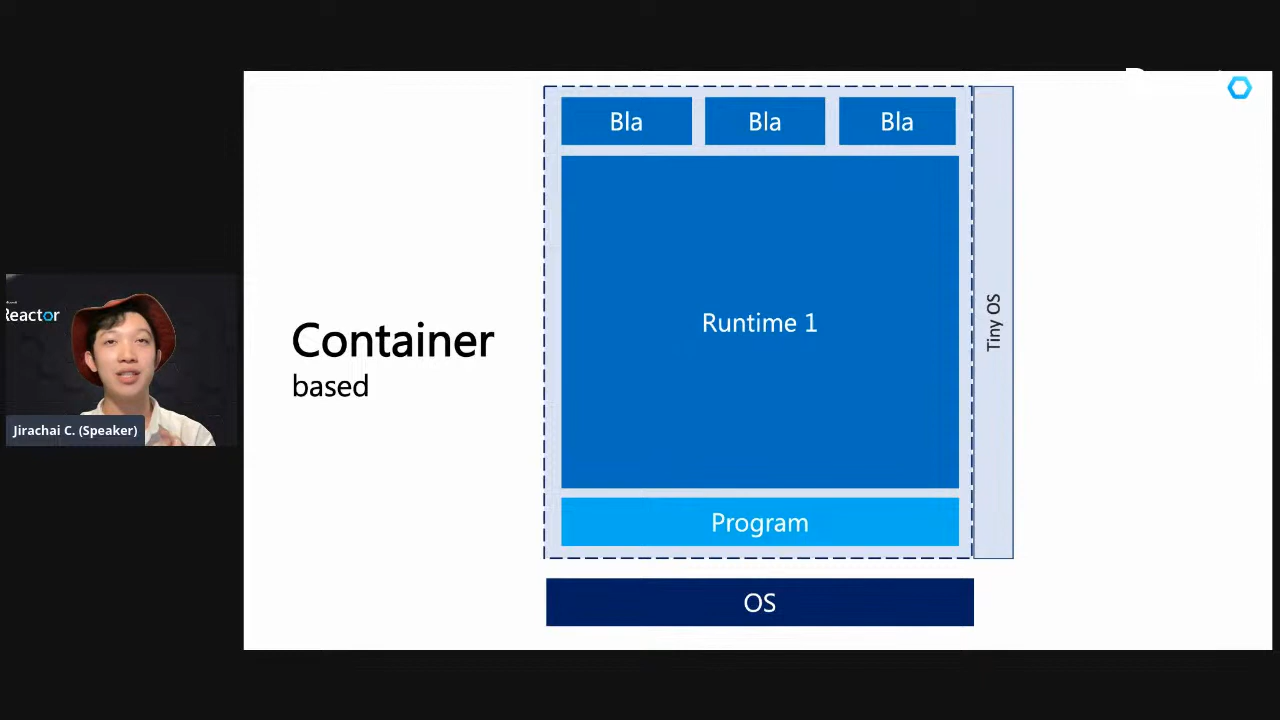 Reactor
Jirachai C. (Speaker)
Container
based
Bla
Bla
Bla
Runtime 1
Program
Tiny OS
OS